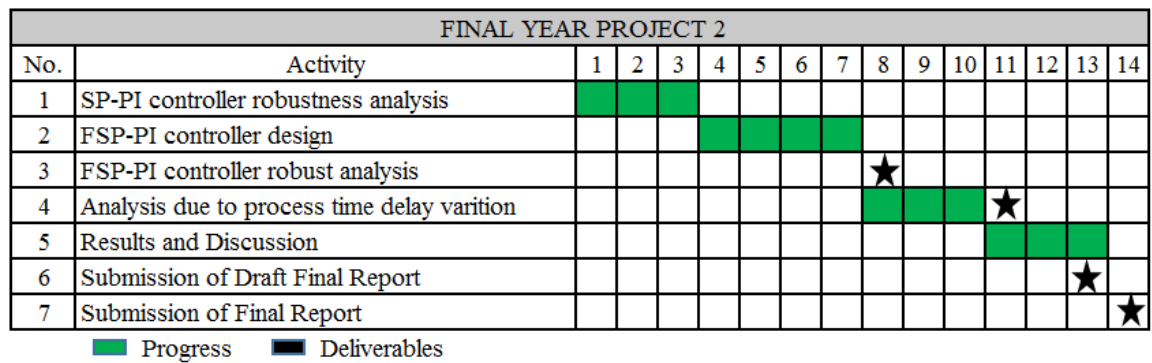 FINAL YEAR PROJECT 2
No. Activity 1 2 3 4 5 6 7 8 9 10 11 12 13 14
1 SP-PI controller robustness analysis
2 FSP-PI controller design
3 FSP-PI controller robust analysis
4 Analysis due to process time delay varition
5 Results and Discussion
6 Submission of Draft Final Report
7 Submission of Final Report
Progress Deliverables